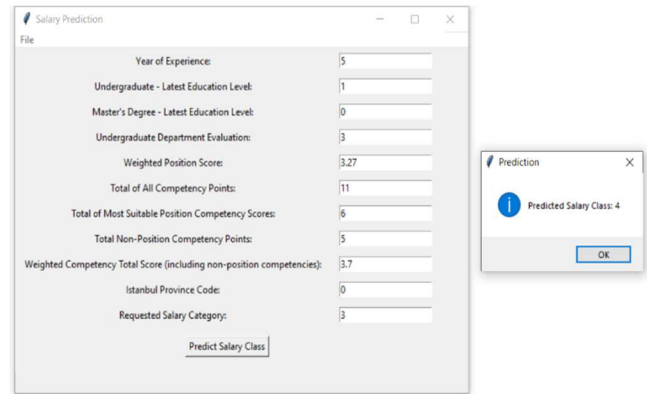 Salary Prediction
File
Year of Experience: 5
Undergraduate - Latest Education Level: 1
Master's Degree - Latest Education Level: 0
Undergraduate Department Evaluation: 3
Weighted Position Score: 3.27
Total of All Competency Points: 11
Total of Most Suitable Position Competency Scores: 6
Total Non-Position Competency Points: 5
Weighted Competency Total Score (including non-position competencies): 3.7
Istanbul Province Code: 0
Requested Salary Category: 3
Predict Salary Class
Prediction
Predicted Salary Class: 4
OK